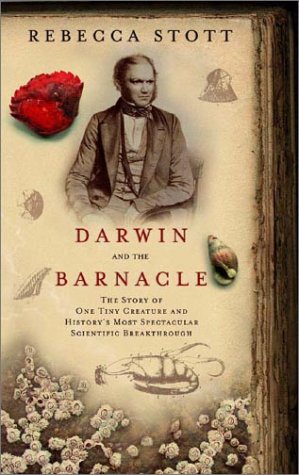 REBECCA STOTT
DARWIN
AND THE
BARNACLE
THE STORY OF
ONE TINY CREATURE AND
HISTORY'S MOST SPECTACULAR
SCIENTIFIC BREAKTHROUGH